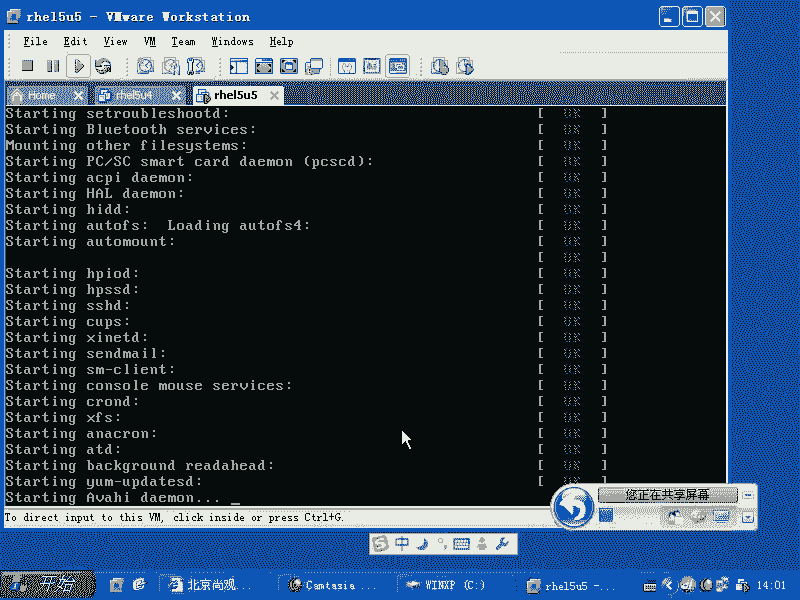 rhel5u5 - VMware Workstation
File Edit View VM Team Windows Help
Home rhel5u4 rhel5u5
Starting setroubleshootd: [ OK ]
Starting Bluetooth services: [ OK ]
Mounting other filesystems: [ OK ]
Starting PC/SC smart card daemon (pcscd): [ OK ]
Starting acpi daemon: [ OK ]
Starting HAL daemon: [ OK ]
Starting hidd: [ OK ]
Starting autofs: Loading autofs4: [ OK ]
Starting automount: [ OK ]
[ OK ]
Starting hpiod: [ OK ]
Starting hpssd: [ OK ]
Starting sshd: [ OK ]
Starting cups: [ OK ]
Starting xinetd: [ OK ]
Starting sendmail: [ OK ]
Starting sm-client: [ OK ]
Starting console mouse services: [ OK ]
Starting crond: [ OK ]
Starting xfs: [ OK ]
Starting anacron: [ OK ]
Starting atd: [ OK ]
Starting background readahead: [ OK ]
Starting yum-updatesd: [
Starting Avahi daemon... _
您正在共享屏幕
To direct input to this VM, click inside or press Ctrl+G.
中
开始 北京尚观... Camtasia ... WINXP (C:) rhel5u5 -... 14:01